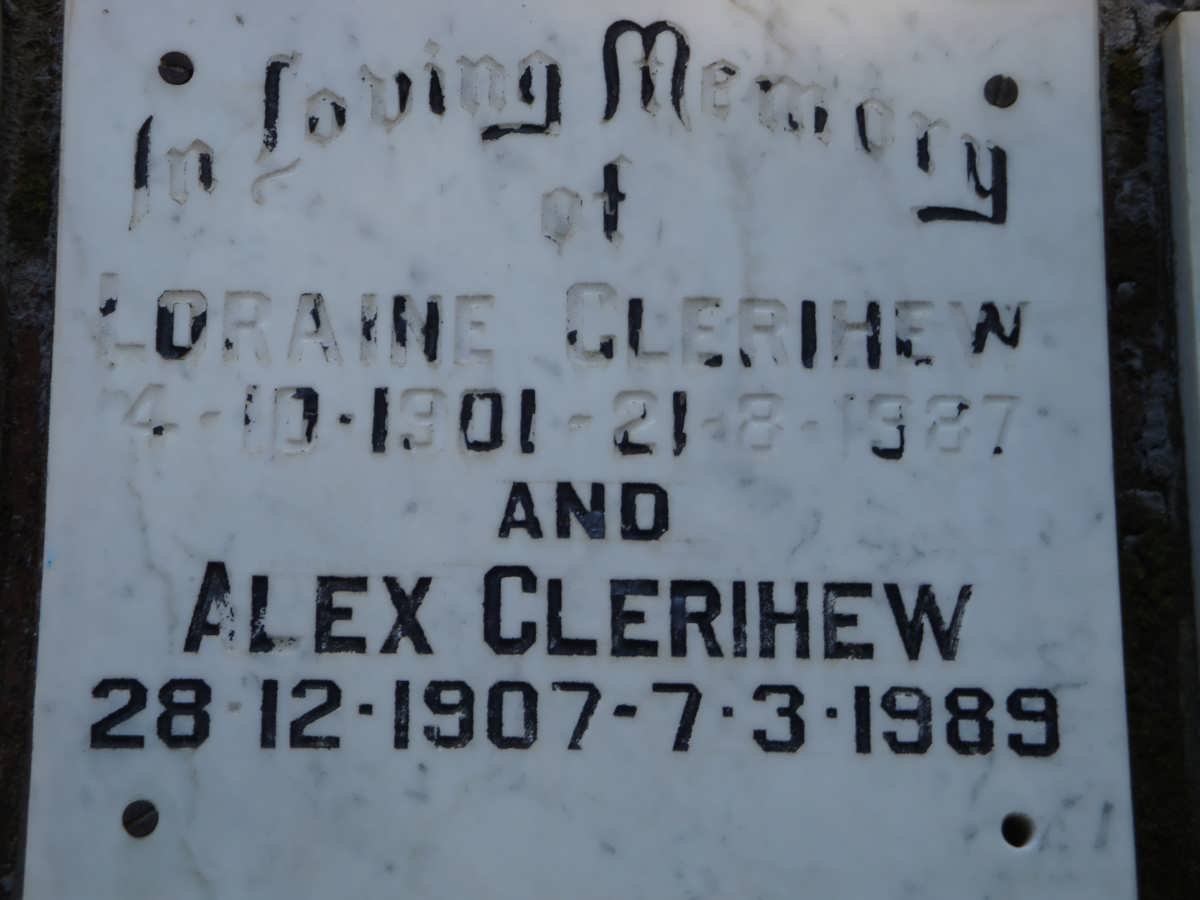 In Loving Memory
of
LORAINE CLERIHEW
4·10·1901-21·8·1987
AND
ALEX CLERIHEW
28·12·1907-7·3·1989